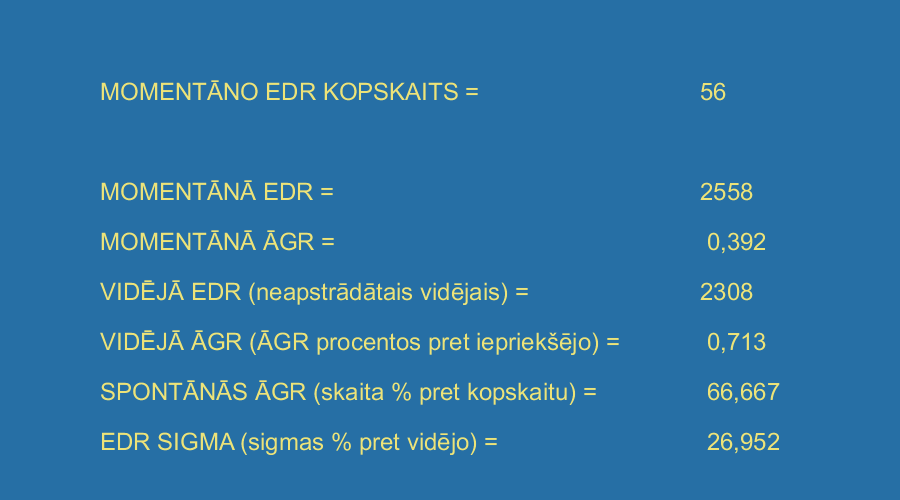 MOMENTĀNO EDR KOPSKAITS = 56
MOMENTĀNĀ EDR = 2558
MOMENTĀNĀ ĀGR = 0,392
VIDĒJĀ EDR (neapstrādātais vidējais) = 2308
VIDĒJĀ ĀGR (ĀGR procentos pret iepriekšējo) = 0,713
SPONTĀNĀS ĀGR (skaita % pret kopskaitu) = 66,667
EDR SIGMA (sigmas % pret vidējo) = 26,952